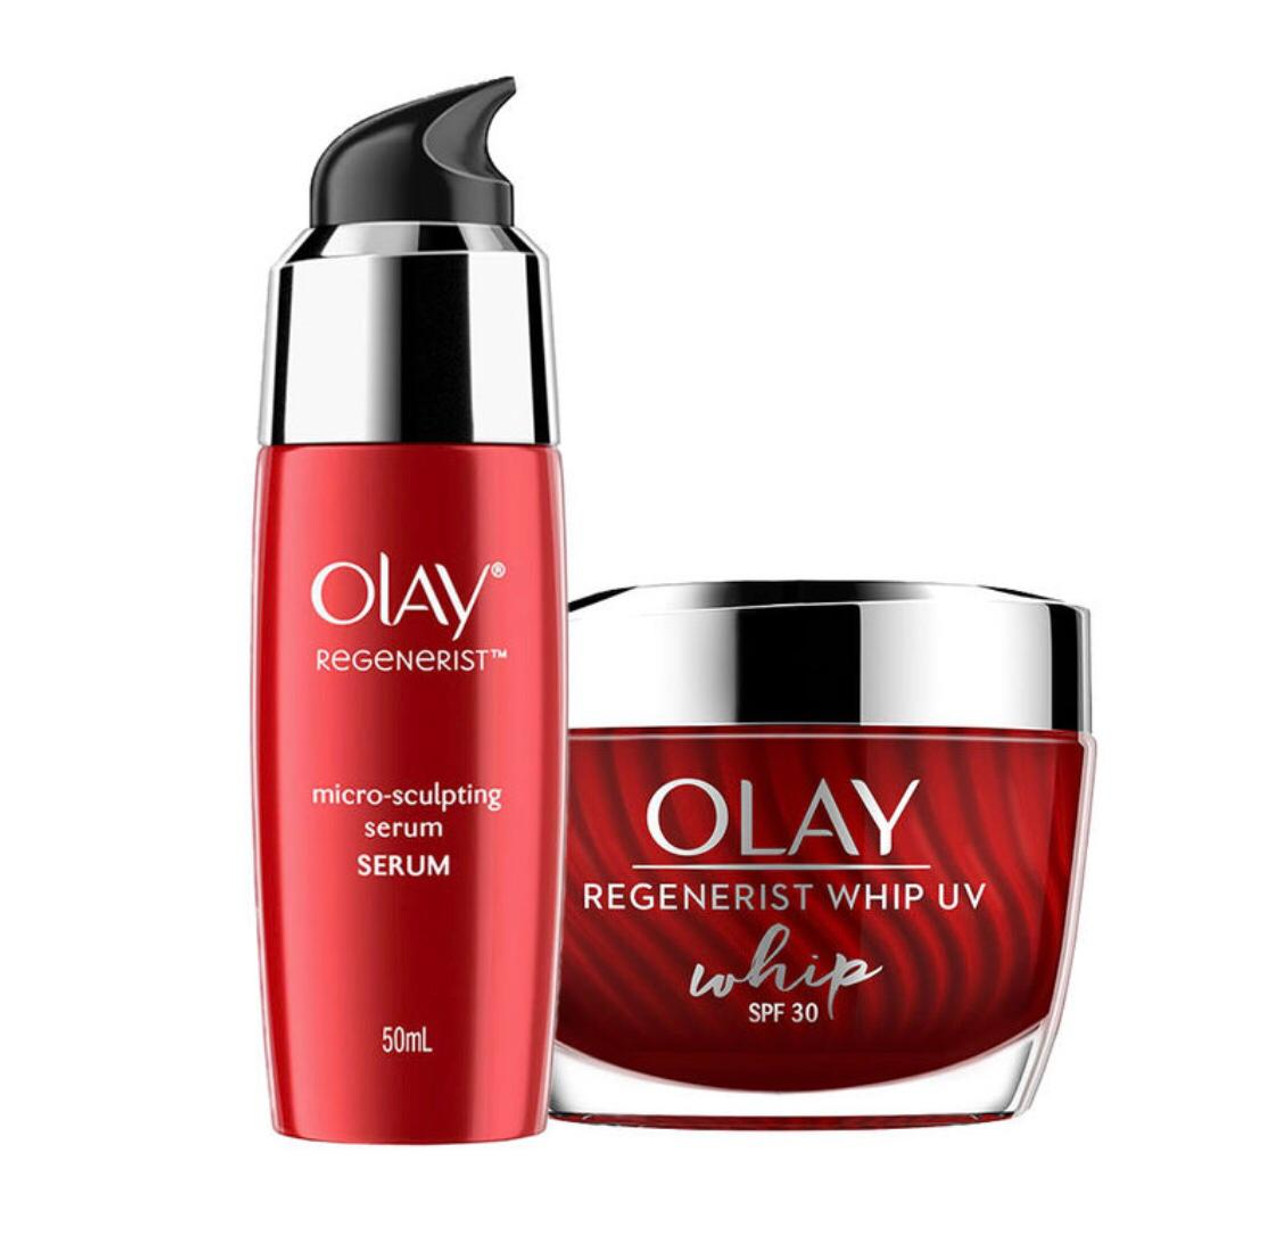 Olay®
ReGeNeRIST™
micro-sculpting
serum
SERUM
50mL
OLAY
REGENERIST WHIP UV
whip
SPF 30